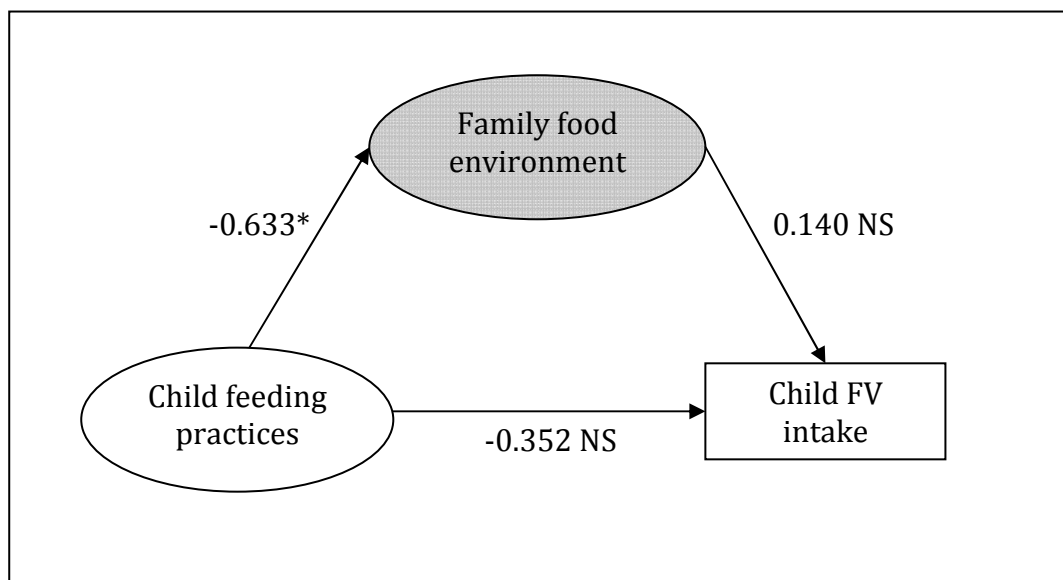 Family food
environment
-0.633*
0.140 NS
Child feeding
practices
-0.352 NS
Child FV
intake